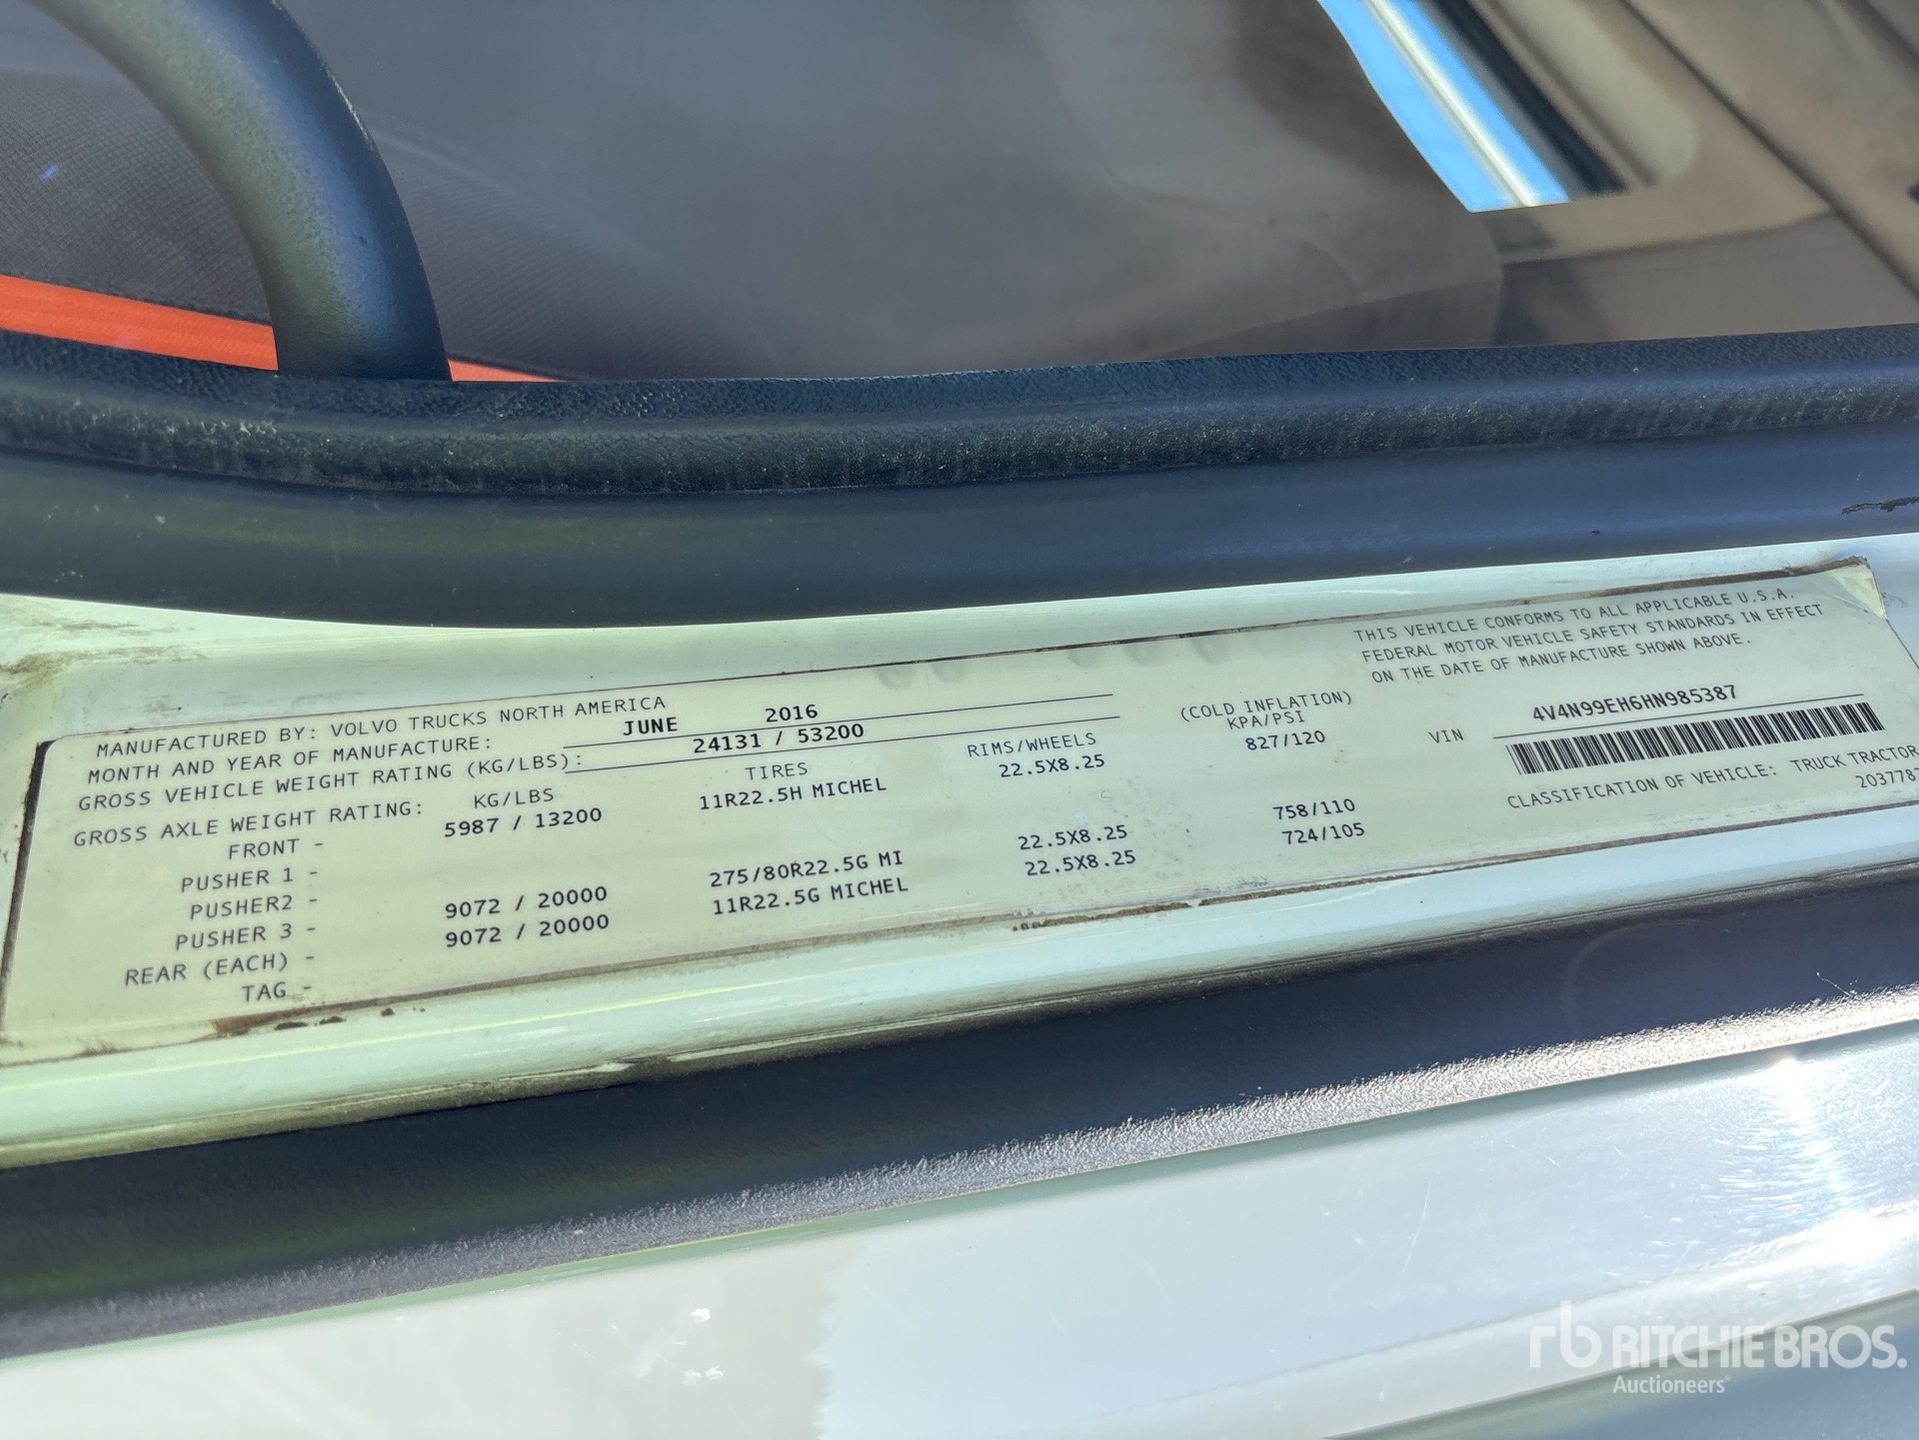 MANUFACTURED BY: VOLVO TRUCKS NORTH AMERICA
MONTH AND YEAR OF MANUFACTURE: JUNE 2016
GROSS VEHICLE WEIGHT RATING (KG/LBS): 24131 / 53200
GROSS AXLE WEIGHT RATING: KG/LBS TIRES RIMS/WHEELS (COLD INFLATION) KPA/PSI
FRONT - 5987 / 13200 11R22.5H MICHEL 22.5X8.25 827/120
PUSHER 1 -
PUSHER2 -
PUSHER 3 - 9072 / 20000 275/80R22.5G MI 22.5X8.25 758/110
REAR (EACH) - 9072 / 20000 11R22.5G MICHEL 22.5X8.25 724/105
TAG -
THIS VEHICLE CONFORMS TO ALL APPLICABLE U.S.A.
FEDERAL MOTOR VEHICLE SAFETY STANDARDS IN EFFECT
ON THE DATE OF MANUFACTURE SHOWN ABOVE.
VIN 4V4N99EH6HN985387
CLASSIFICATION OF VEHICLE: TRUCK TRACTOR
rb RITCHIE BROS.
Auctioneers